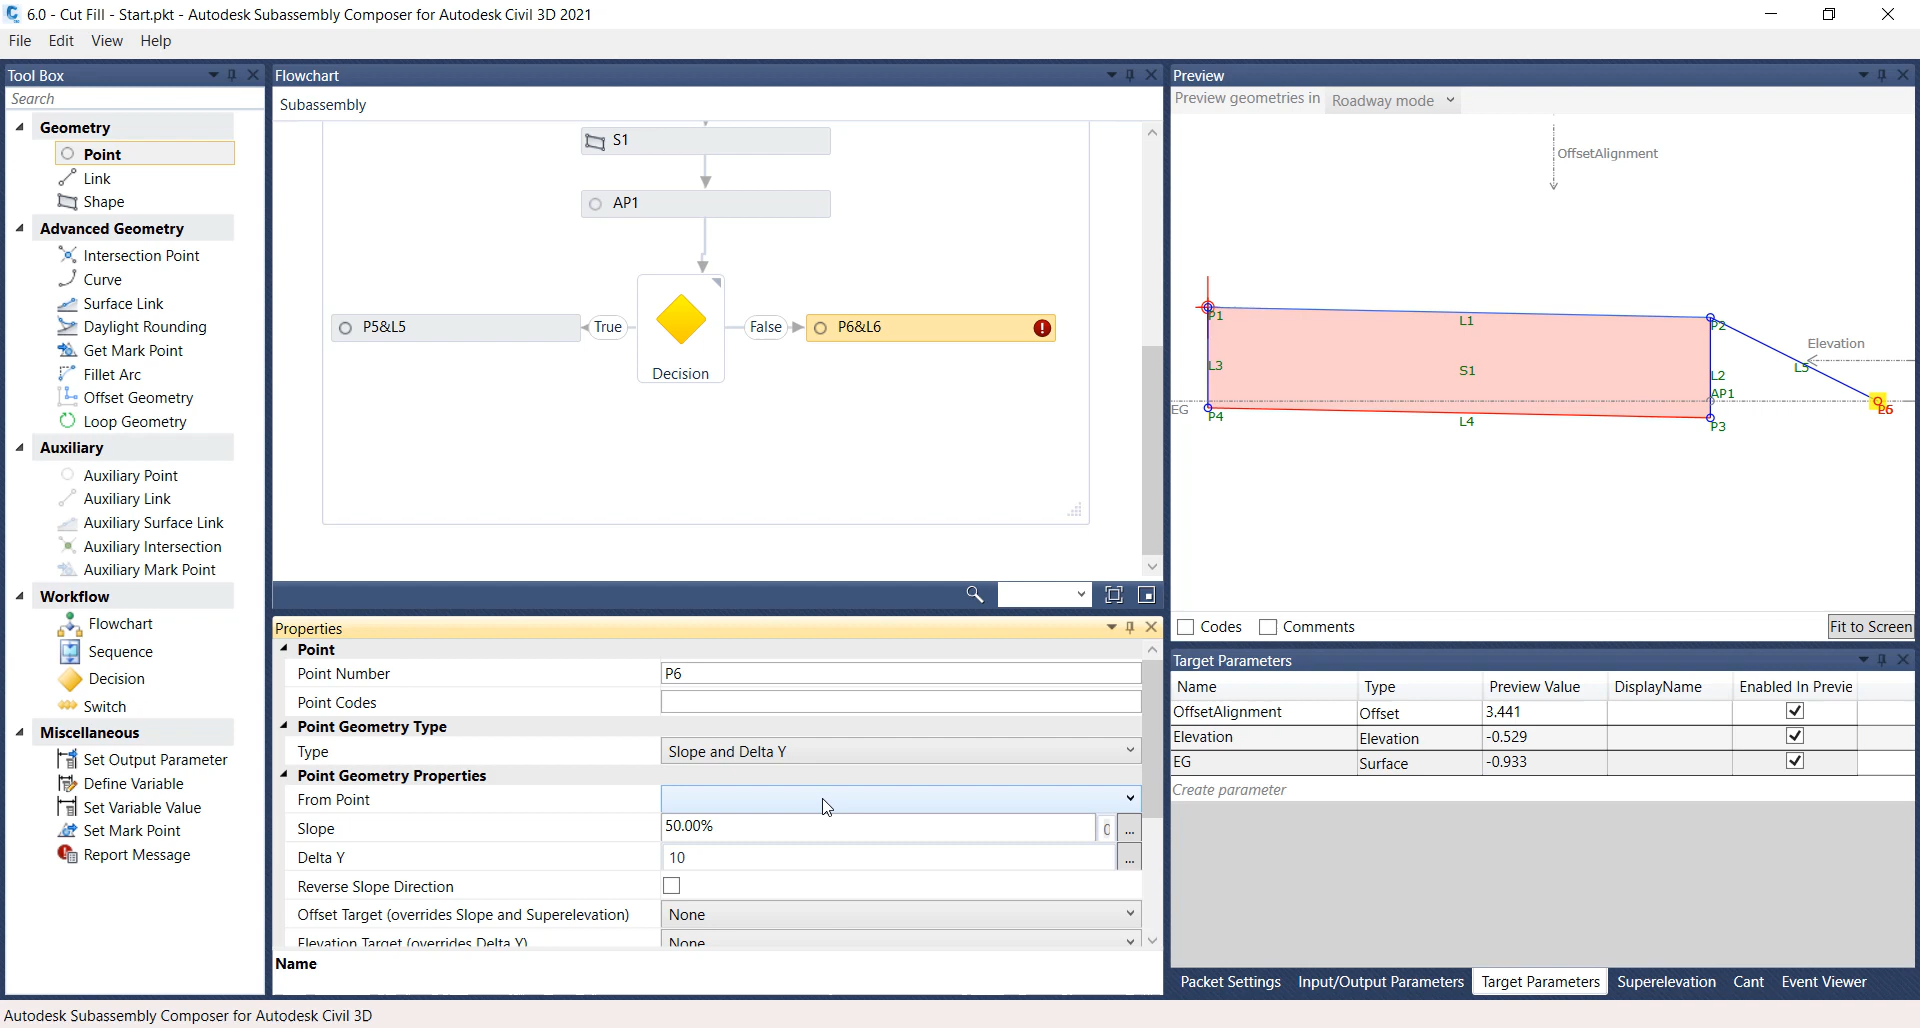 6.0 - Cut Fill - Start.pkt - Autodesk Subassembly Composer for Autodesk Civil 3D 2021
File Edit View Help
Tool Box
Search
Geometry
Point
Link
Shape
Advanced Geometry
Intersection Point
Curve
Surface Link
Daylight Rounding
Get Mark Point
Fillet Arc
Offset Geometry
Loop Geometry
Auxiliary
Auxiliary Point
Auxiliary Link
Auxiliary Surface Link
Auxiliary Intersection
Auxiliary Mark Point
Workflow
Flowchart
Sequence
Decision
Switch
Miscellaneous
Set Output Parameter
Define Variable
Set Variable Value
Set Mark Point
Report Message
Flowchart
Subassembly
S1
AP1
P5&L5 True False P6&L6
Decision
Properties
Point
Point Number P6
Point Codes
Point Geometry Type
Type Slope and Delta Y
Point Geometry Properties
From Point
Slope 50.00% ...
Delta Y 10 ...
Reverse Slope Direction
Offset Target (overrides Slope and Superelevation) None
Elevation Target (overrides Delta Y) None
Name
Preview
Preview geometries in Roadway mode
OffsetAlignment
P1 L1 P2
Elevation
L3 S1 L2 L5
AP1
EG P4 L4 P3
Codes Comments Fit to Screen
Target Parameters
Name Type Preview Value DisplayName Enabled In Previe
OffsetAlignment Offset 3.441
Elevation Elevation -0.529
EG Surface -0.933
Create parameter
Packet Settings Input/Output Parameters Target Parameters Superelevation Cant Event Viewer
Autodesk Subassembly Composer for Autodesk Civil 3D